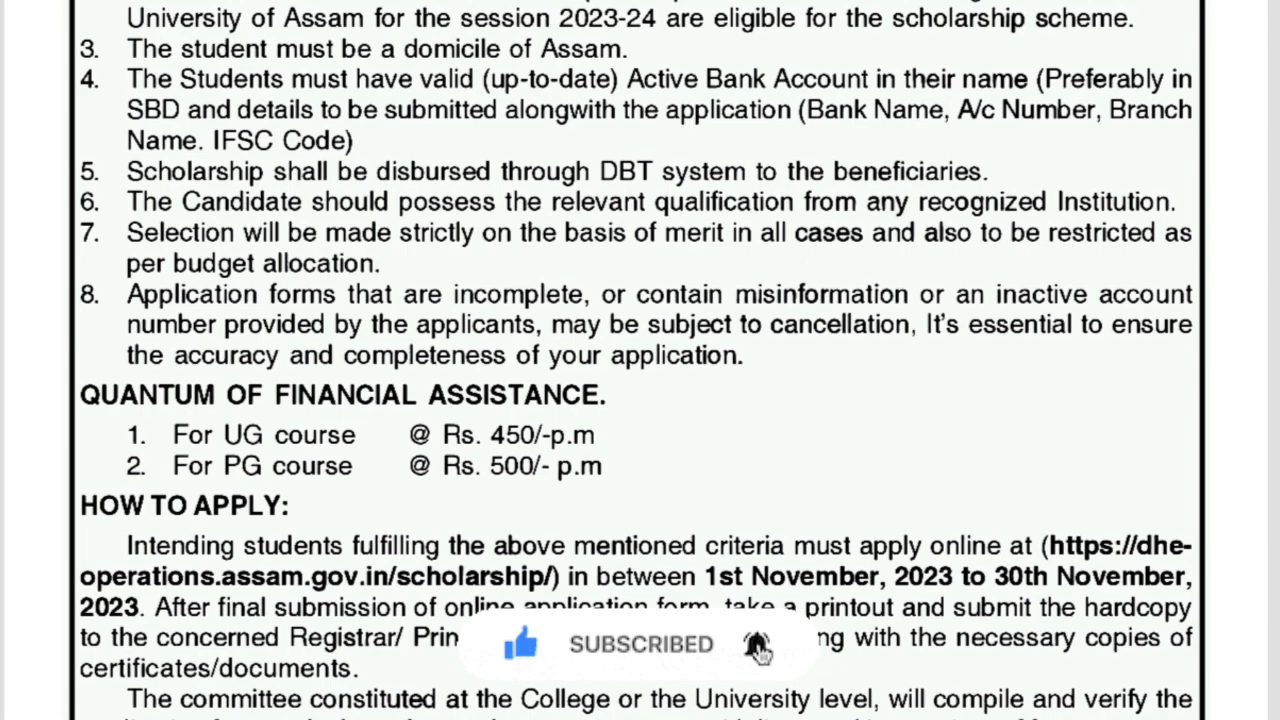 University of Assam for the session 2023-24 are eligible for the scholarship scheme.
3. The student must be a domicile of Assam.
4. The Students must have valid (up-to-date) Active Bank Account in their name (Preferably in
SBD and details to be submitted alongwith the application (Bank Name, A/c Number, Branch
Name. IFSC Code)
5. Scholarship shall be disbursed through DBT system to the beneficiaries.
6. The Candidate should possess the relevant qualification from any recognized Institution.
7. Selection will be made strictly on the basis of merit in all cases and also to be restricted as
per budget allocation.
8. Application forms that are incomplete, or contain misinformation or an inactive account
number provided by the applicants, may be subject to cancellation, It's essential to ensure
the accuracy and completeness of your application.
QUANTUM OF FINANCIAL ASSISTANCE.
1. For UG course @ Rs. 450/-p.m
2. For PG course @ Rs. 500/- p.m
HOW TO APPLY:
Intending students fulfilling the above mentioned criteria must apply online at (https://dhe-
operations.assam.gov.in/scholarship/) in between 1st November, 2023 to 30th November,
2023. After final submission of online application form, take a printout and submit the hardcopy
to the concerned Registrar/ Prin ng with the necessary copies of
SUBSCRIBED
certificates/documents.
The committee constituted at the College or the University level, will compile and verify the